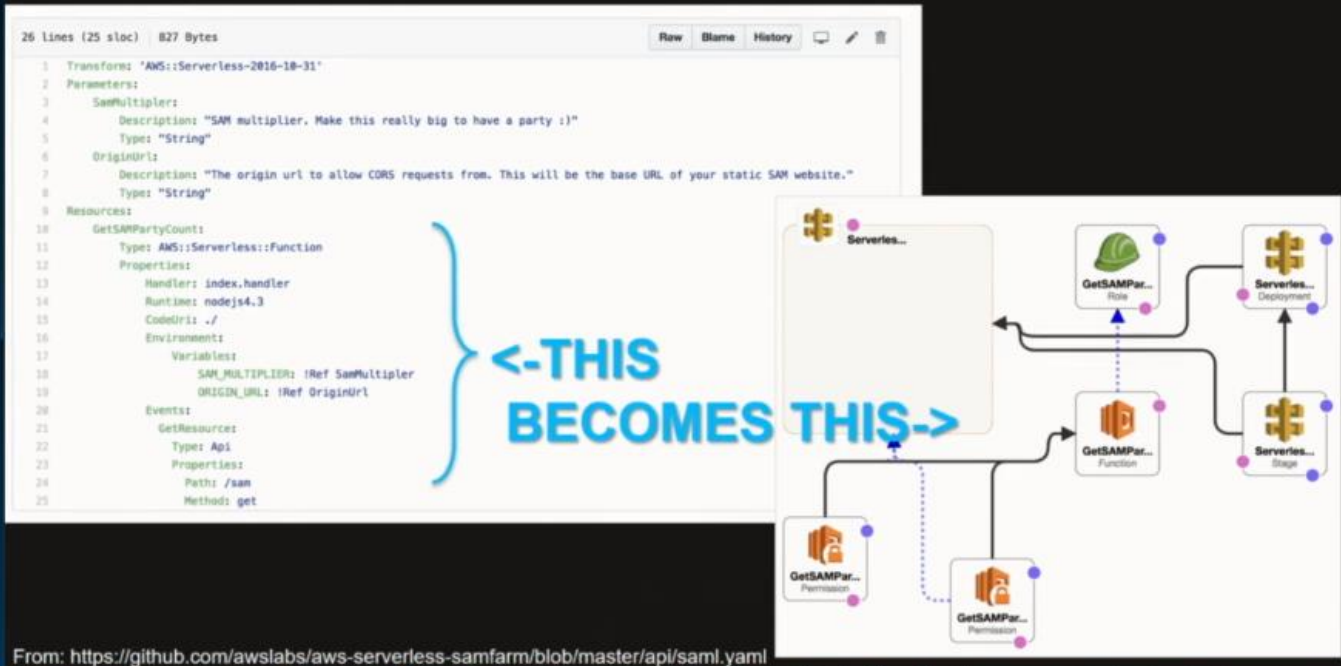 26 lines (25 sloc) 827 Bytes
Raw Blame History
1 Transform: 'AWS::Serverless-2016-10-31'
2 Parameters:
3 SamMultipler:
4 Description: "SAM multiplier. Make this really big to have a party :)"
5 Type: "String"
6 OriginUrl:
7 Description: "The origin url to allow CORS requests from. This will be the base URL of your static SAM website."
8 Type: "String"
9 Resources:
10 GetSAMPartyCount:
11 Type: AWS::Serverless::Function
12 Properties:
13 Handler: index.handler
14 Runtime: nodejs4.3
15 CodeUri: ./
16 Environment:
17 Variables:
18 SAM_MULTIPLIER: !Ref SamMultipler
19 ORIGIN_URL: !Ref OriginUrl
20 Events:
21 GetResource:
22 Type: Api
23 Properties:
24 Path: /sam
25 Method: get
<-THIS
BECOMES THIS->
Serverles...
GetSAMPar...
Role
Serverles...
Deployment
GetSAMPar...
Function
Serverles...
Stage
GetSAMPar...
Permission
GetSAMPar...
Permission
From: https://github.com/awslabs/aws-serverless-samfarm/blob/master/api/saml.yaml